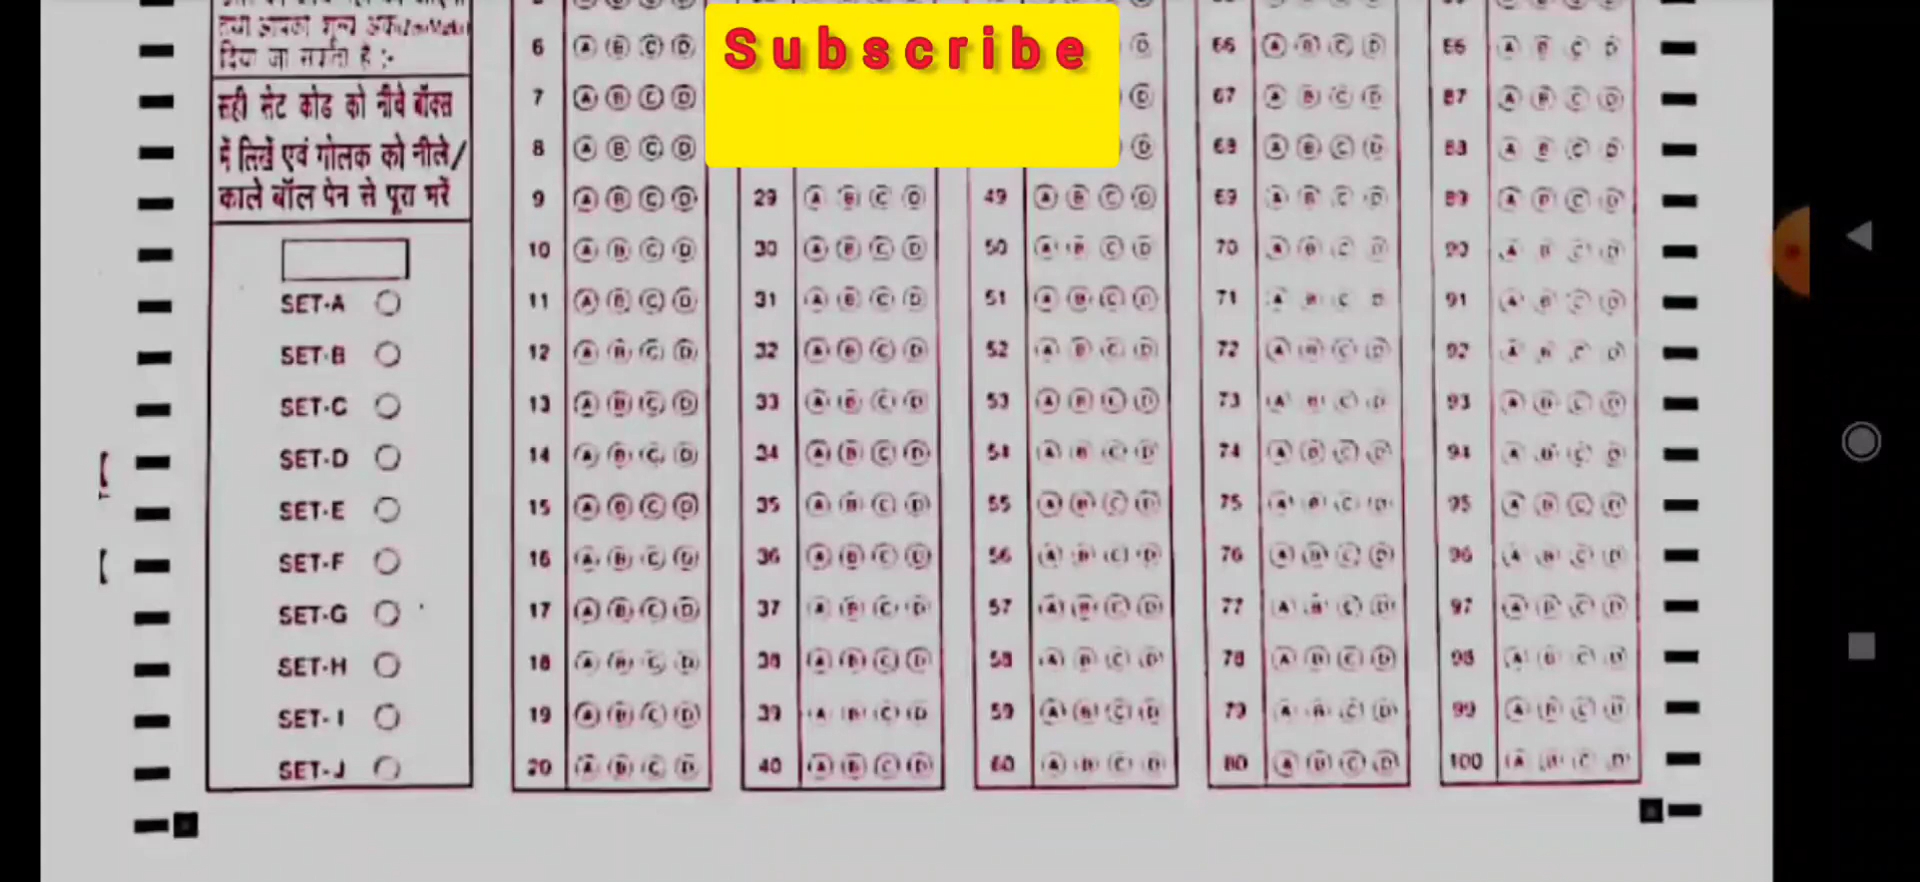 Subscribe
दिया जा सकता है :-
सही सेट कोड को नीचे बॉक्स
में लिखें एवं गोलक को नीले/
काले बॉल पेन से पूरा भरें
SET-A
SET-B
SET-C
SET-D
SET-E
SET-F
SET-G
SET-H
SET-I
SET-J
6 A B C D
7 A B C D
8 A B C D
9 A B C D
10 A B C D
11 A B C D
12 A B C D
13 A B C D
14 A B C D
15 A B C D
16 A B C D
17 A B C D
18 A B C D
19 A B C D
20 A B C D
29 A B C D
30 A B C D
31 A B C D
32 A B C D
33 A B C D
34 A B C D
35 A B C D
36 A B C D
37 A B C D
38 A B C D
39 A B C D
40 A B C D
D
D
D
49 A B C D
50 A B C D
51 A B C D
52 A B C D
53 A B C D
54 A B C D
55 A B C D
56 A B C D
57 A B C D
58 A B C D
59 A B C D
60 A B C D
66 A B C D
67 A B C D
68 A B C D
69 A B C D
70 A B C D
71 A B C D
72 A B C D
73 A B C D
74 A B C D
75 A B C D
76 A B C D
77 A B C D
78 A B C D
79 A B C D
80 A B C D
86 A B C D
87 A B C D
88 A B C D
89 A B C D
90 A B C D
91 A B C D
92 A B C D
93 A B C D
94 A B C D
95 A B C D
96 A B C D
97 A B C D
98 A B C D
99 A B C D
100 A B C D